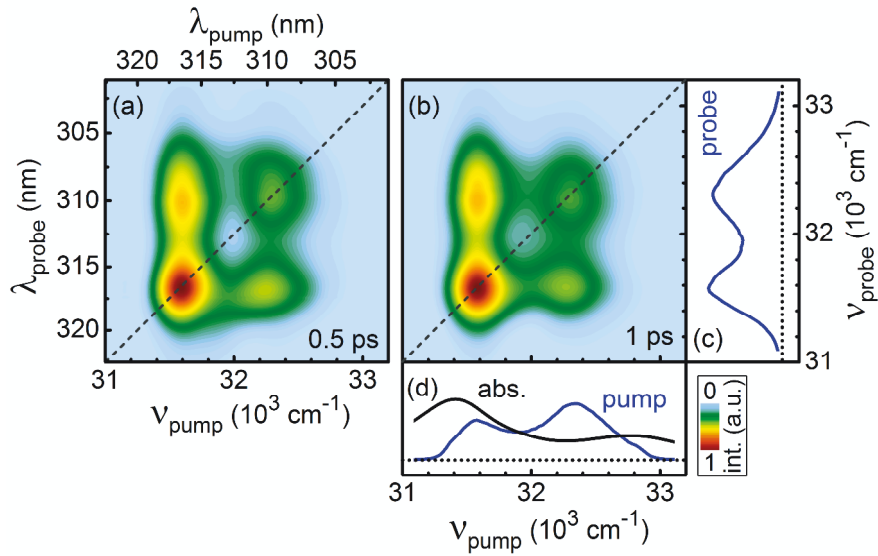 λpump (nm)
320 315 310 305
(a)
(b)
probe
305
310
315
320
λprobe (nm)
0.5 ps
1 ps
(c)
33
32
31
νprobe (10³ cm⁻¹)
31 32 33
νpump (10³ cm⁻¹)
(d) abs.
pump
0
1
int. (a.u.)
31 32 33
νpump (10³ cm⁻¹)